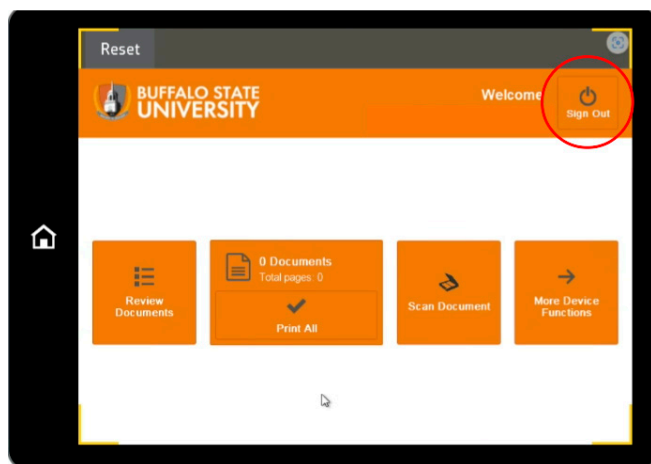 Reset
BUFFALO STATE
UNIVERSITY
Welcome
Sign Out
Review
Documents
0 Documents
Total pages: 0
Print All
Scan Document
More Device
Functions